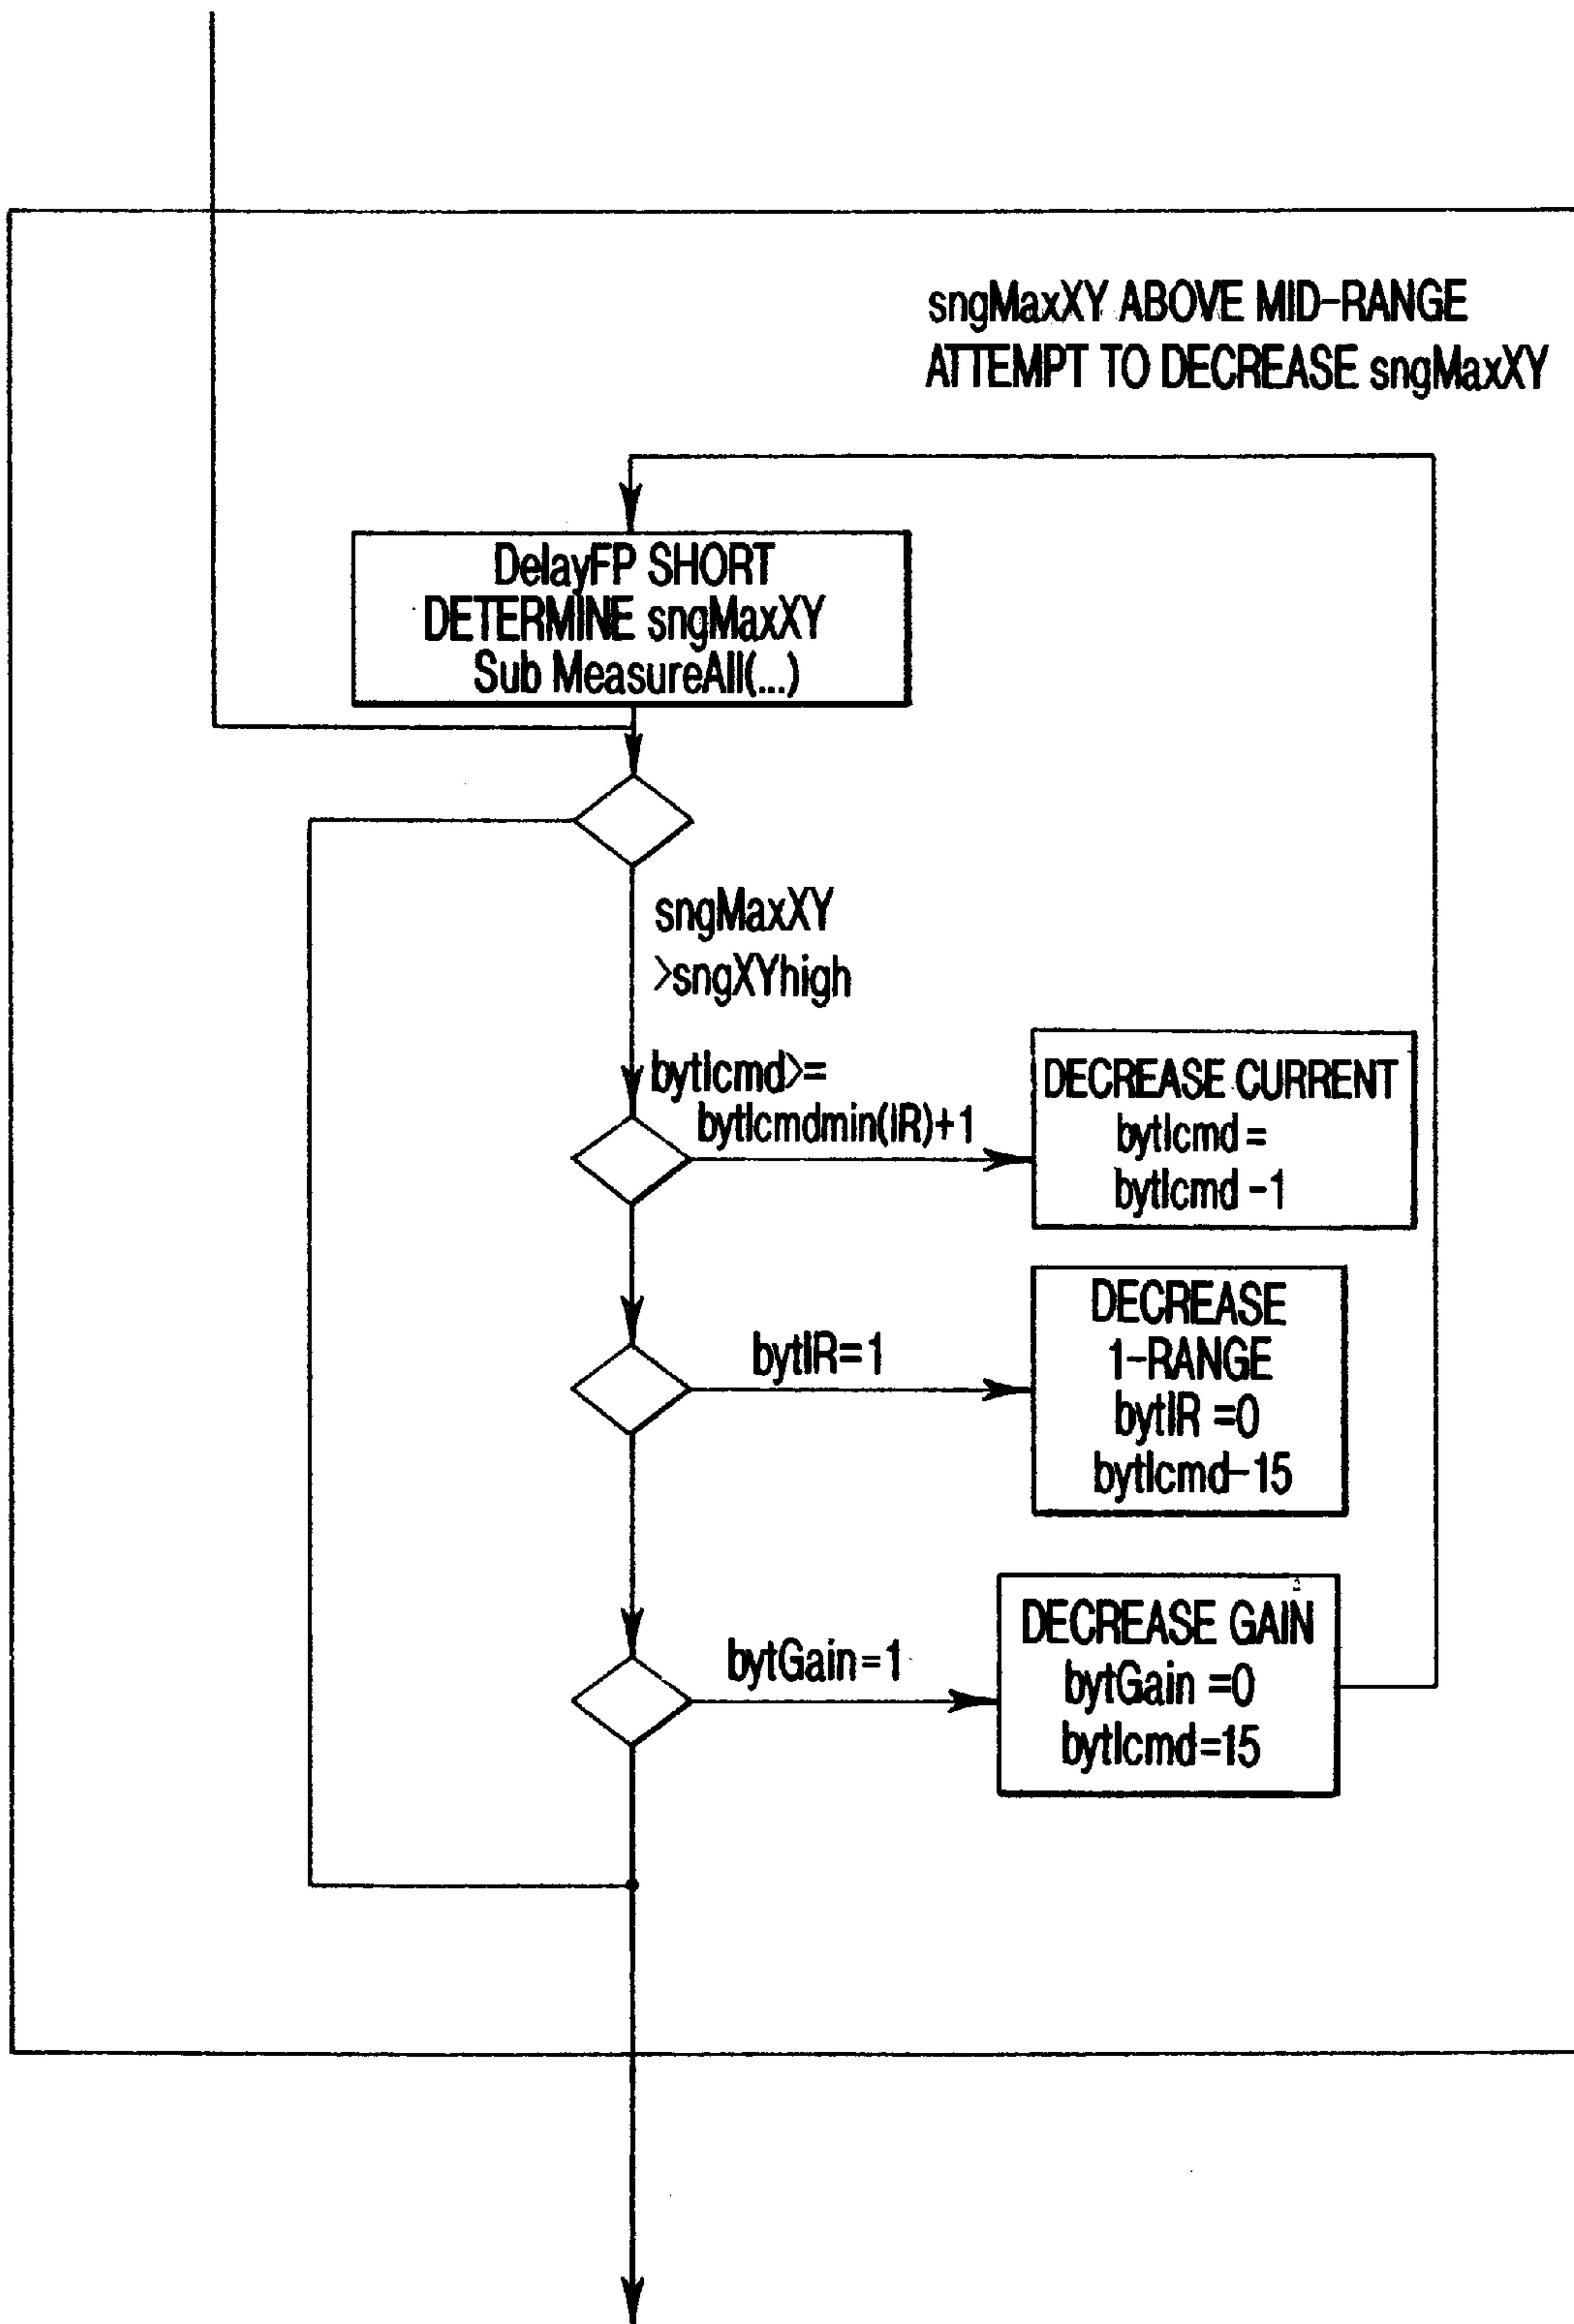 sngMaxXY ABOVE MID-RANGE
ATTEMPT TO DECREASE sngMaxXY
DelayFP SHORT
DETERMINE sngMaxXY
Sub MeasureAll(...)
sngMaxXY
>sngXYhigh
bytIcmd>=
bytIcmdmin(IR)+1
DECREASE CURRENT
bytIcmd =
bytIcmd -1
bytIR=1
DECREASE
1-RANGE
bytIR =0
bytIcmd-15
bytGain=1
DECREASE GAIN
bytGain =0
bytIcmd=15